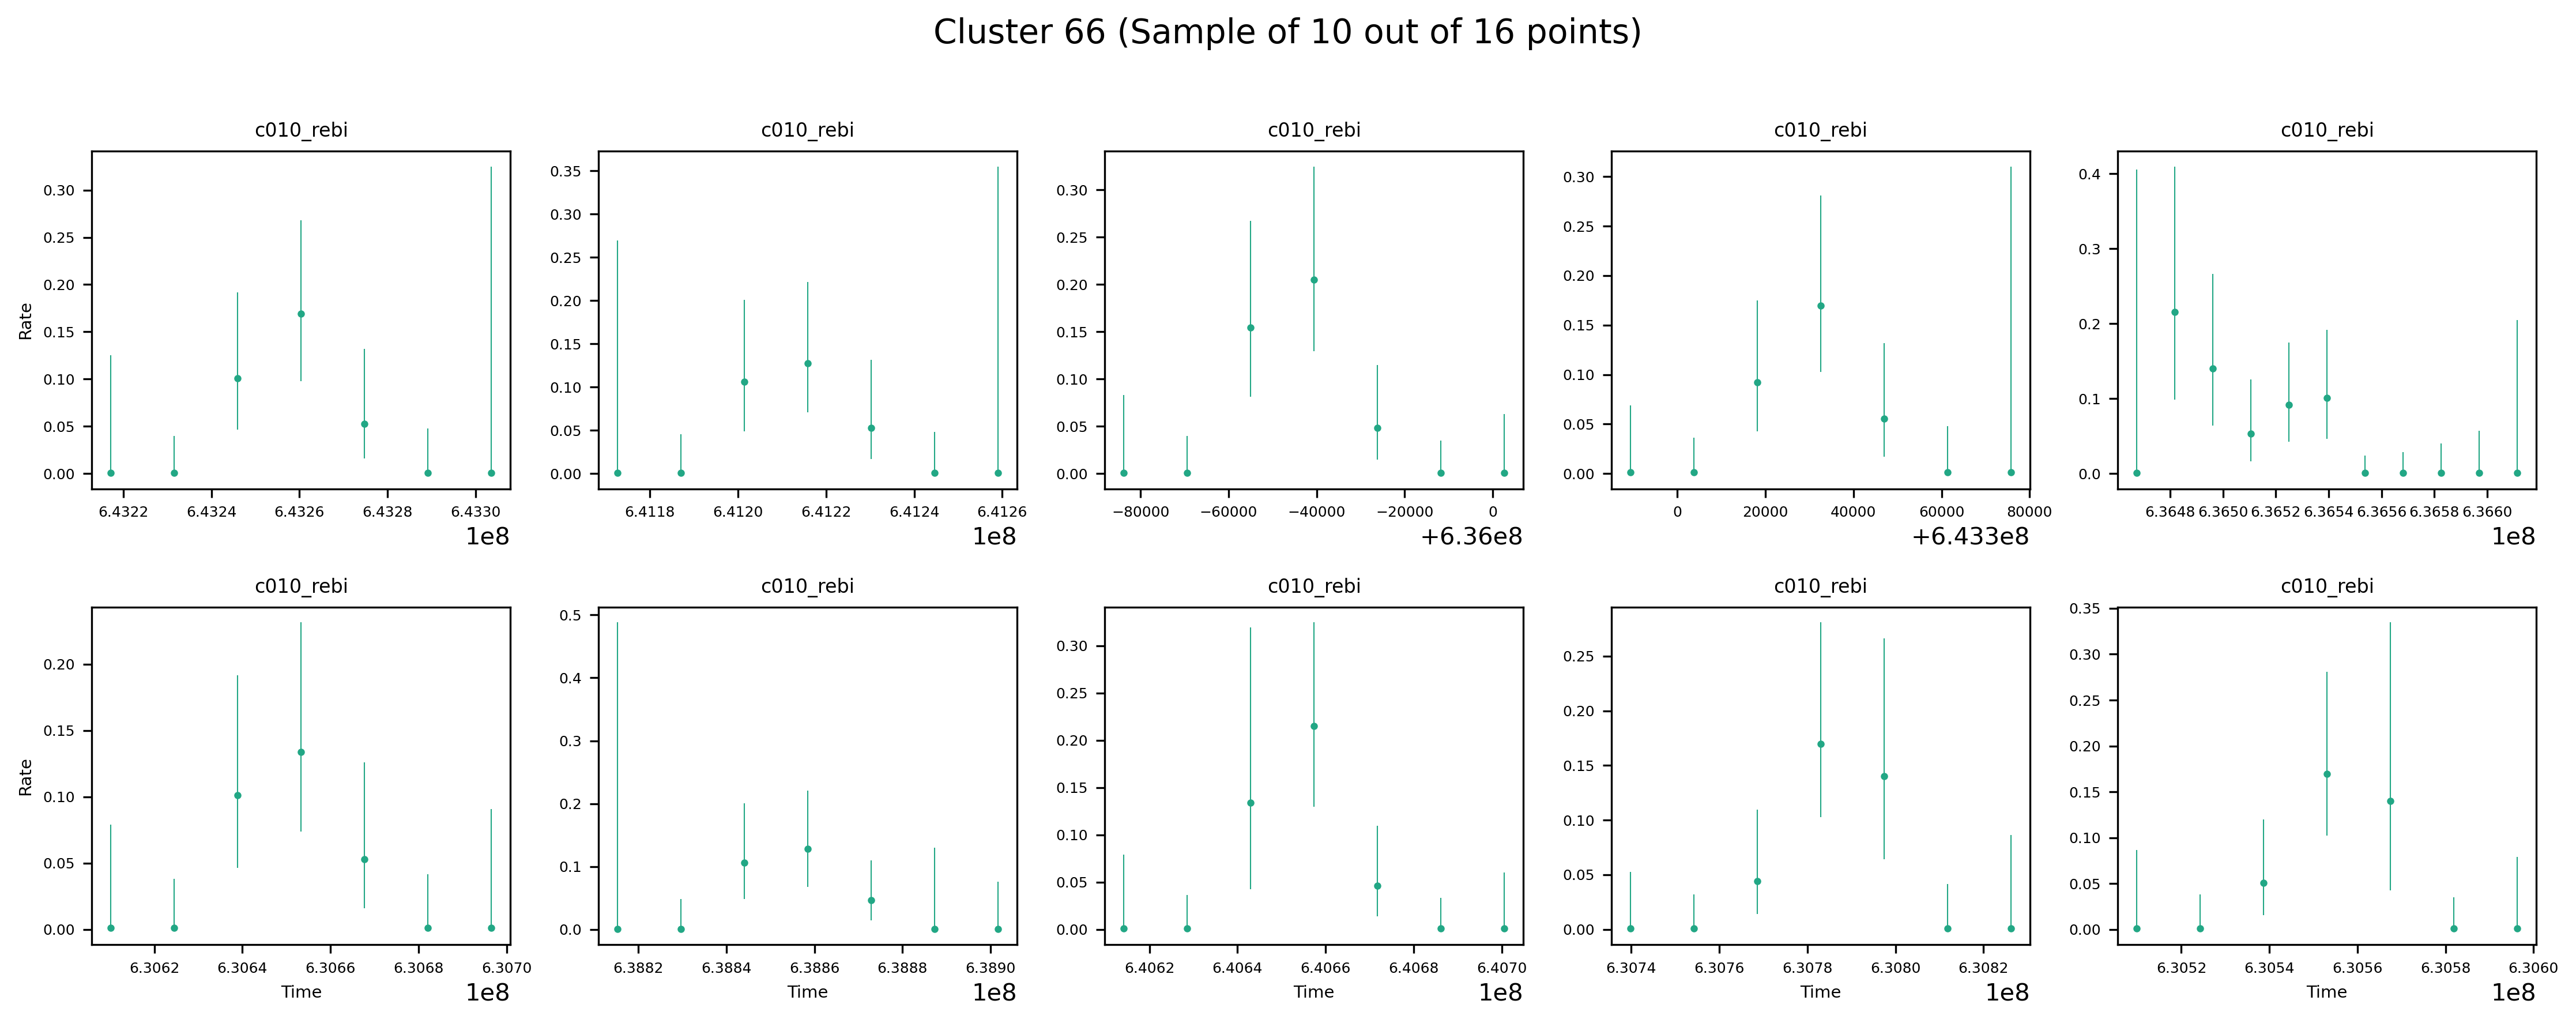 Cluster 66 (Sample of 10 out of 16 points)
c010_rebi c010_rebi c010_rebi c010_rebi c010_rebi
Rate
0.30 0.25 0.20 0.15 0.10 0.05 0.00
6.4322 6.4324 6.4326 6.4328 6.4330
1e8
0.35 0.30 0.25 0.20 0.15 0.10 0.05 0.00
6.4118 6.4120 6.4122 6.4124 6.4126
1e8
0.30 0.25 0.20 0.15 0.10 0.05 0.00
−80000 −60000 −40000 −20000 0
+6.36e8
0.30 0.25 0.20 0.15 0.10 0.05 0.00
0 20000 40000 60000 80000
+6.433e8
0.4 0.3 0.2 0.1 0.0
6.3648 6.3650 6.3652 6.3654 6.3656 6.3658 6.3660
1e8
c010_rebi c010_rebi c010_rebi c010_rebi c010_rebi
Rate
0.20 0.15 0.10 0.05 0.00
6.3062 6.3064 6.3066 6.3068 6.3070
Time 1e8
0.5 0.4 0.3 0.2 0.1 0.0
6.3882 6.3884 6.3886 6.3888 6.3890
Time 1e8
0.30 0.25 0.20 0.15 0.10 0.05 0.00
6.4062 6.4064 6.4066 6.4068 6.4070
Time 1e8
0.25 0.20 0.15 0.10 0.05 0.00
6.3074 6.3076 6.3078 6.3080 6.3082
Time 1e8
0.35 0.30 0.25 0.20 0.15 0.10 0.05 0.00
6.3052 6.3054 6.3056 6.3058 6.3060
Time 1e8